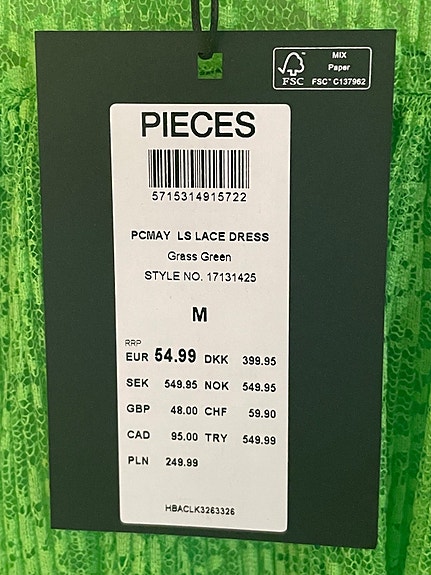 MIX
Paper
FSC FSC™ C137962
PIECES
5715314915722
PCMAY LS LACE DRESS
Grass Green
STYLE NO. 17131425
M
RRP
EUR 54.99 DKK 399.95
SEK 549.95 NOK 549.95
GBP 48.00 CHF 59.90
CAD 95.00 TRY 549.99
PLN 249.99
HBACLK3263326